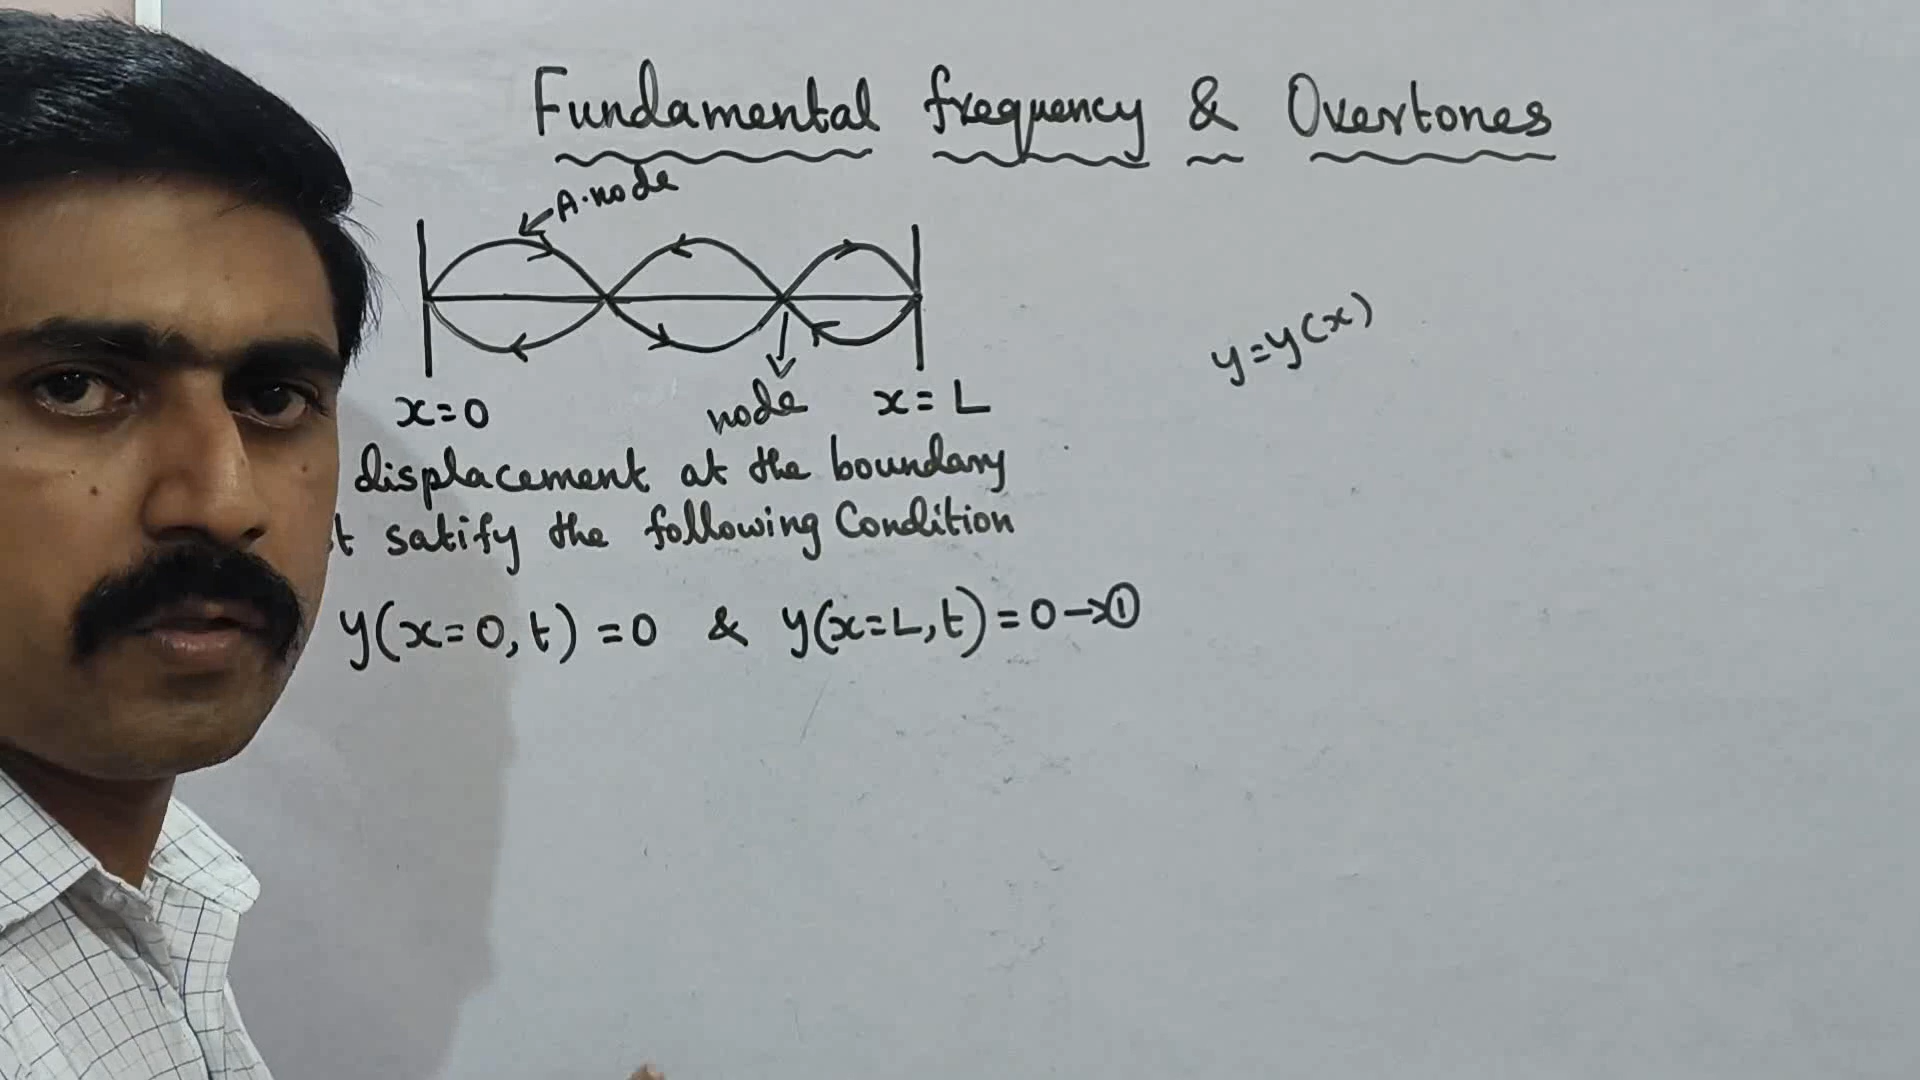 Fundamental frequency & Overtones
A.node
y=y(x)
x=0 node x=L
displacement at the boundary
satify the following Condition
y(x=0,t)=0 & y(x=L,t)=0→①